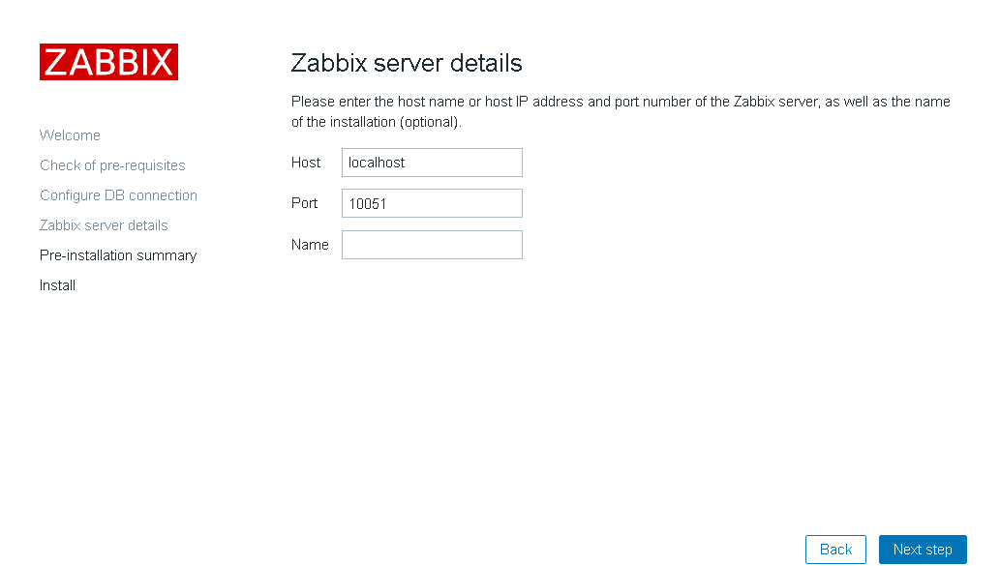 ZABBIX
Welcome
Check of pre-requisites
Configure DB connection
Zabbix server details
Pre-installation summary
Install
Zabbix server details
Please enter the host name or host IP address and port number of the Zabbix server, as well as the name
of the installation (optional).
Host localhost
Port 10051
Name
Back Next step